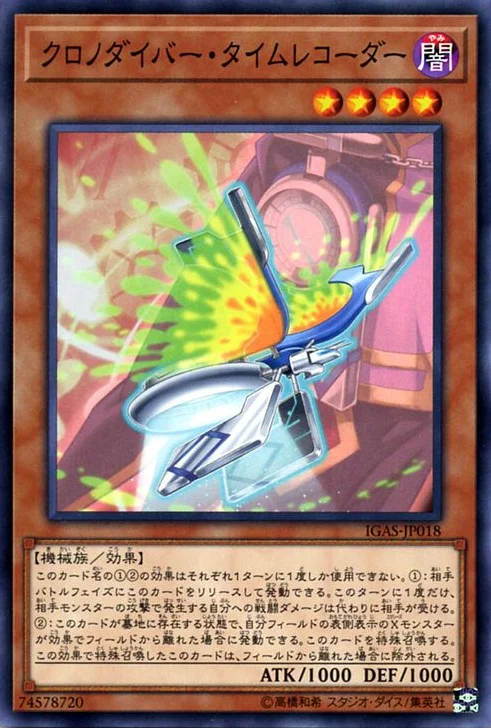 クロノダイバー・タイムレコーダー
闇
IGAS-JP018
【機械族/効果】
このカード名の①②の効果はそれぞれ1ターンに1度しか使用できない。①：相手
バトルフェイズにこのカードをリリースして発動できる。このターンに1度だけ、
相手モンスターの攻撃で発生する自分への戦闘ダメージは代わりに相手が受ける。
②：このカードが墓地に存在する状態で、自分フィールドの表側表示のXモンスター
が効果でフィールドから離れた場合に発動できる。このカードを特殊召喚する。
この効果で特殊召喚したこのカードは、フィールドから離れた場合に除外される。
ATK/1000 DEF/1000
74578720
©高橋和希 スタジオ・ダイス/集英社